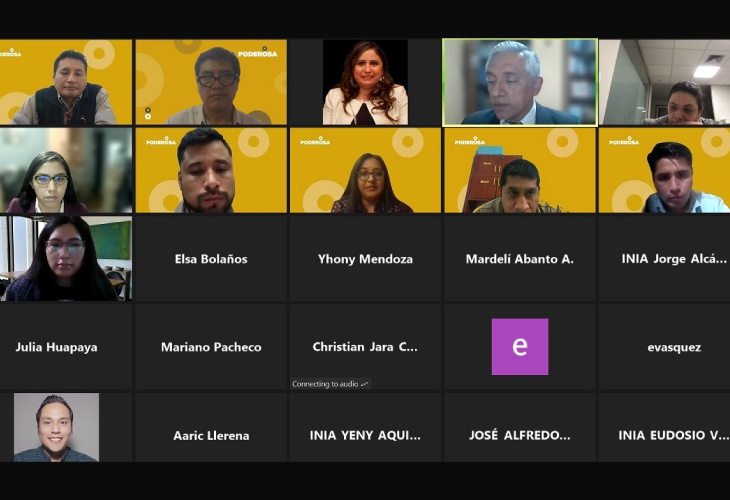 PODEROSA
PODEROSA
PODEROSA
PODEROSA
PODEROSA
PODEROSA
PODEROSA
Elsa Bolaños
Yhony Mendoza
Mardelí Abanto A.
INIA Jorge Alcá...
Julia Huapaya
Mariano Pacheco
Christian Jara C...
e
evasquez
Connecting to audio
Aaric Llerena
INIA YENY AQUI...
JOSÉ ALFREDO...
INIA EUDOSIO V...